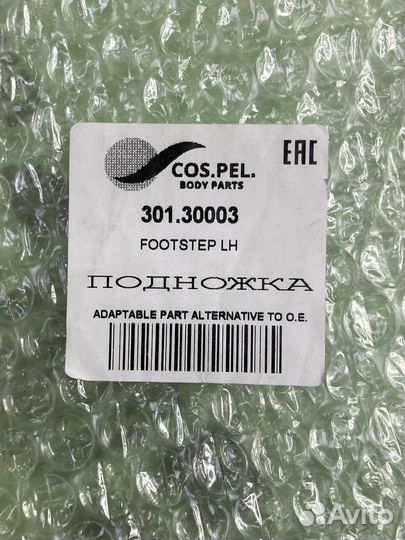 COS.PEL.
BODY PARTS
EAC
301.30003
FOOTSTEP LH
ПОДНОЖКА
ADAPTABLE PART ALTERNATIVE TO O.E.
Avito